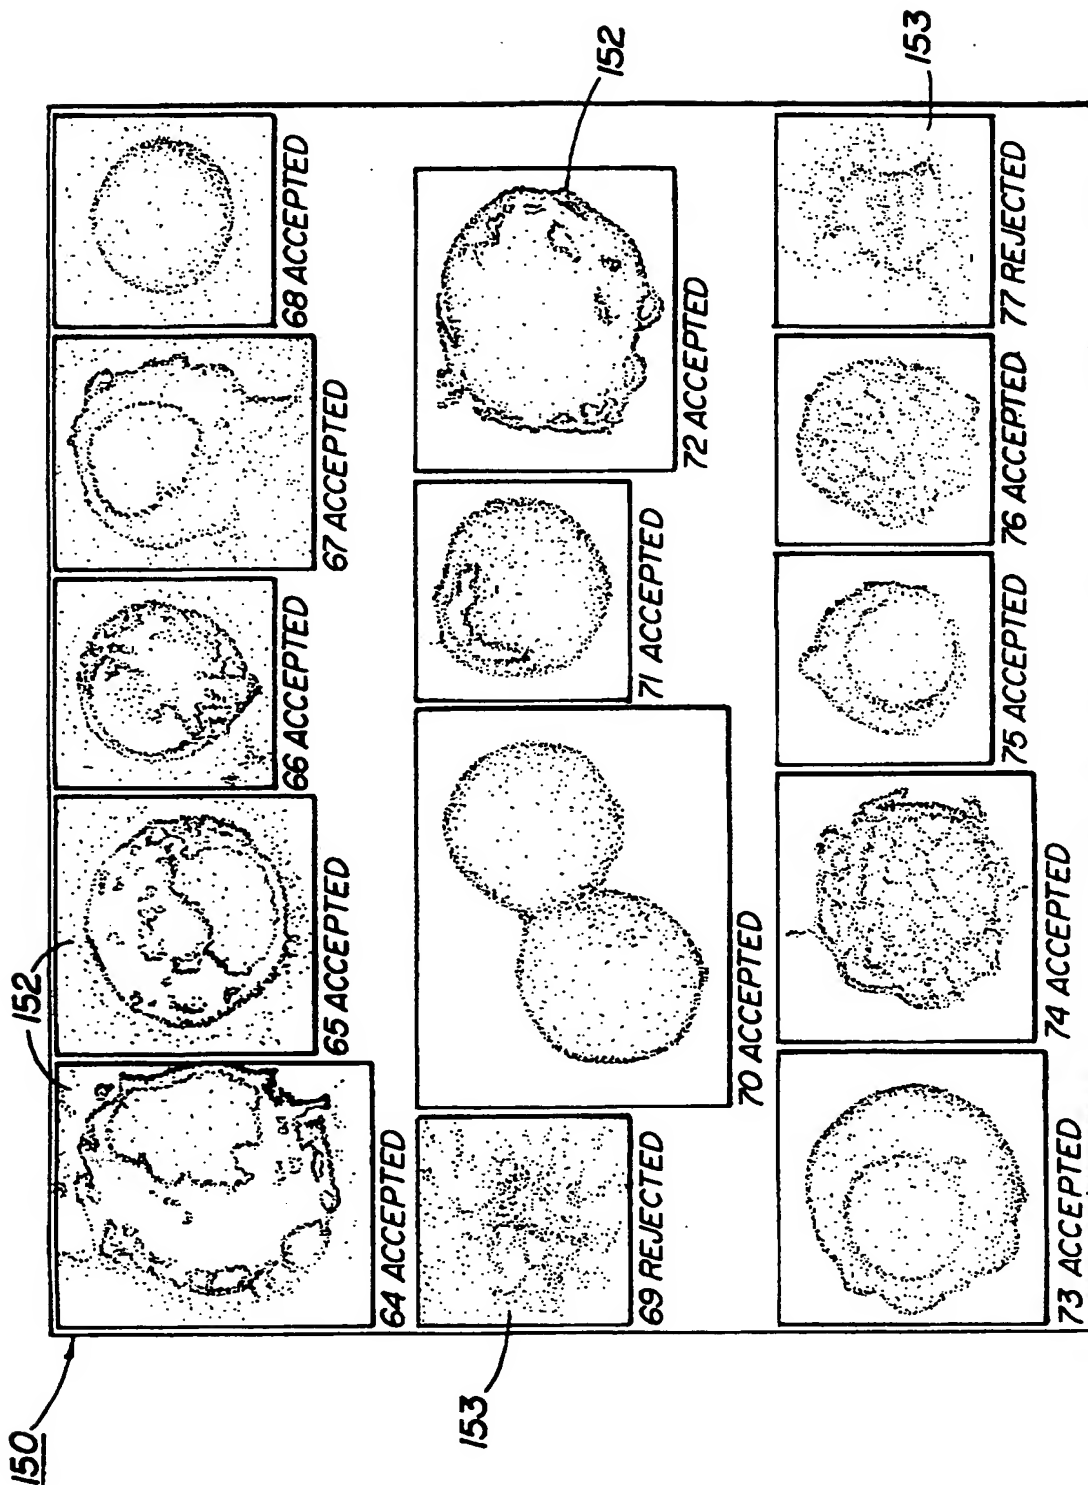 150
152
64 ACCEPTED
65 ACCEPTED
66 ACCEPTED
67 ACCEPTED
68 ACCEPTED
153
69 REJECTED
70 ACCEPTED
71 ACCEPTED
72 ACCEPTED
152
73 ACCEPTED
74 ACCEPTED
75 ACCEPTED
76 ACCEPTED
77 REJECTED
153